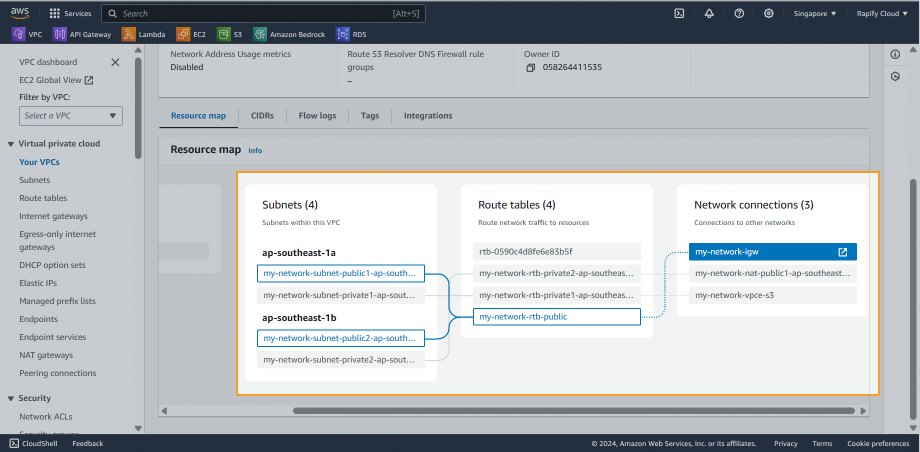 aws
Services
Search
[Alt+S]
Singapore
Rapify Cloud
VPC
API Gateway
Lambda
EC2
S3
Amazon Bedrock
RDS
VPC dashboard
EC2 Global View
Filter by VPC:
Select a VPC
Virtual private cloud
Your VPCs
Subnets
Route tables
Internet gateways
Egress-only internet
gateways
DHCP option sets
Elastic IPs
Managed prefix lists
Endpoints
Endpoint services
NAT gateways
Peering connections
Security
Network ACLs
Network Address Usage metrics
Disabled
Route 53 Resolver DNS Firewall rule
groups
–
Owner ID
058264411535
Resource map
CIDRs
Flow logs
Tags
Integrations
Resource map
Info
Subnets (4)
Subnets within this VPC
ap-southeast-1a
my-network-subnet-public1-ap-south...
my-network-subnet-private1-ap-sout...
ap-southeast-1b
my-network-subnet-public2-ap-south...
my-network-subnet-private2-ap-sout...
Route tables (4)
Route network traffic to resources
rtb-0590c4d8fe6e83b5f
my-network-rtb-private2-ap-southeas...
my-network-rtb-private1-ap-southeas...
my-network-rtb-public
Network connections (3)
Connections to other networks
my-network-igw
my-network-nat-public1-ap-southeast...
my-network-vpce-s3
CloudShell
Feedback
© 2024, Amazon Web Services, Inc. or its affiliates.
Privacy
Terms
Cookie preferences